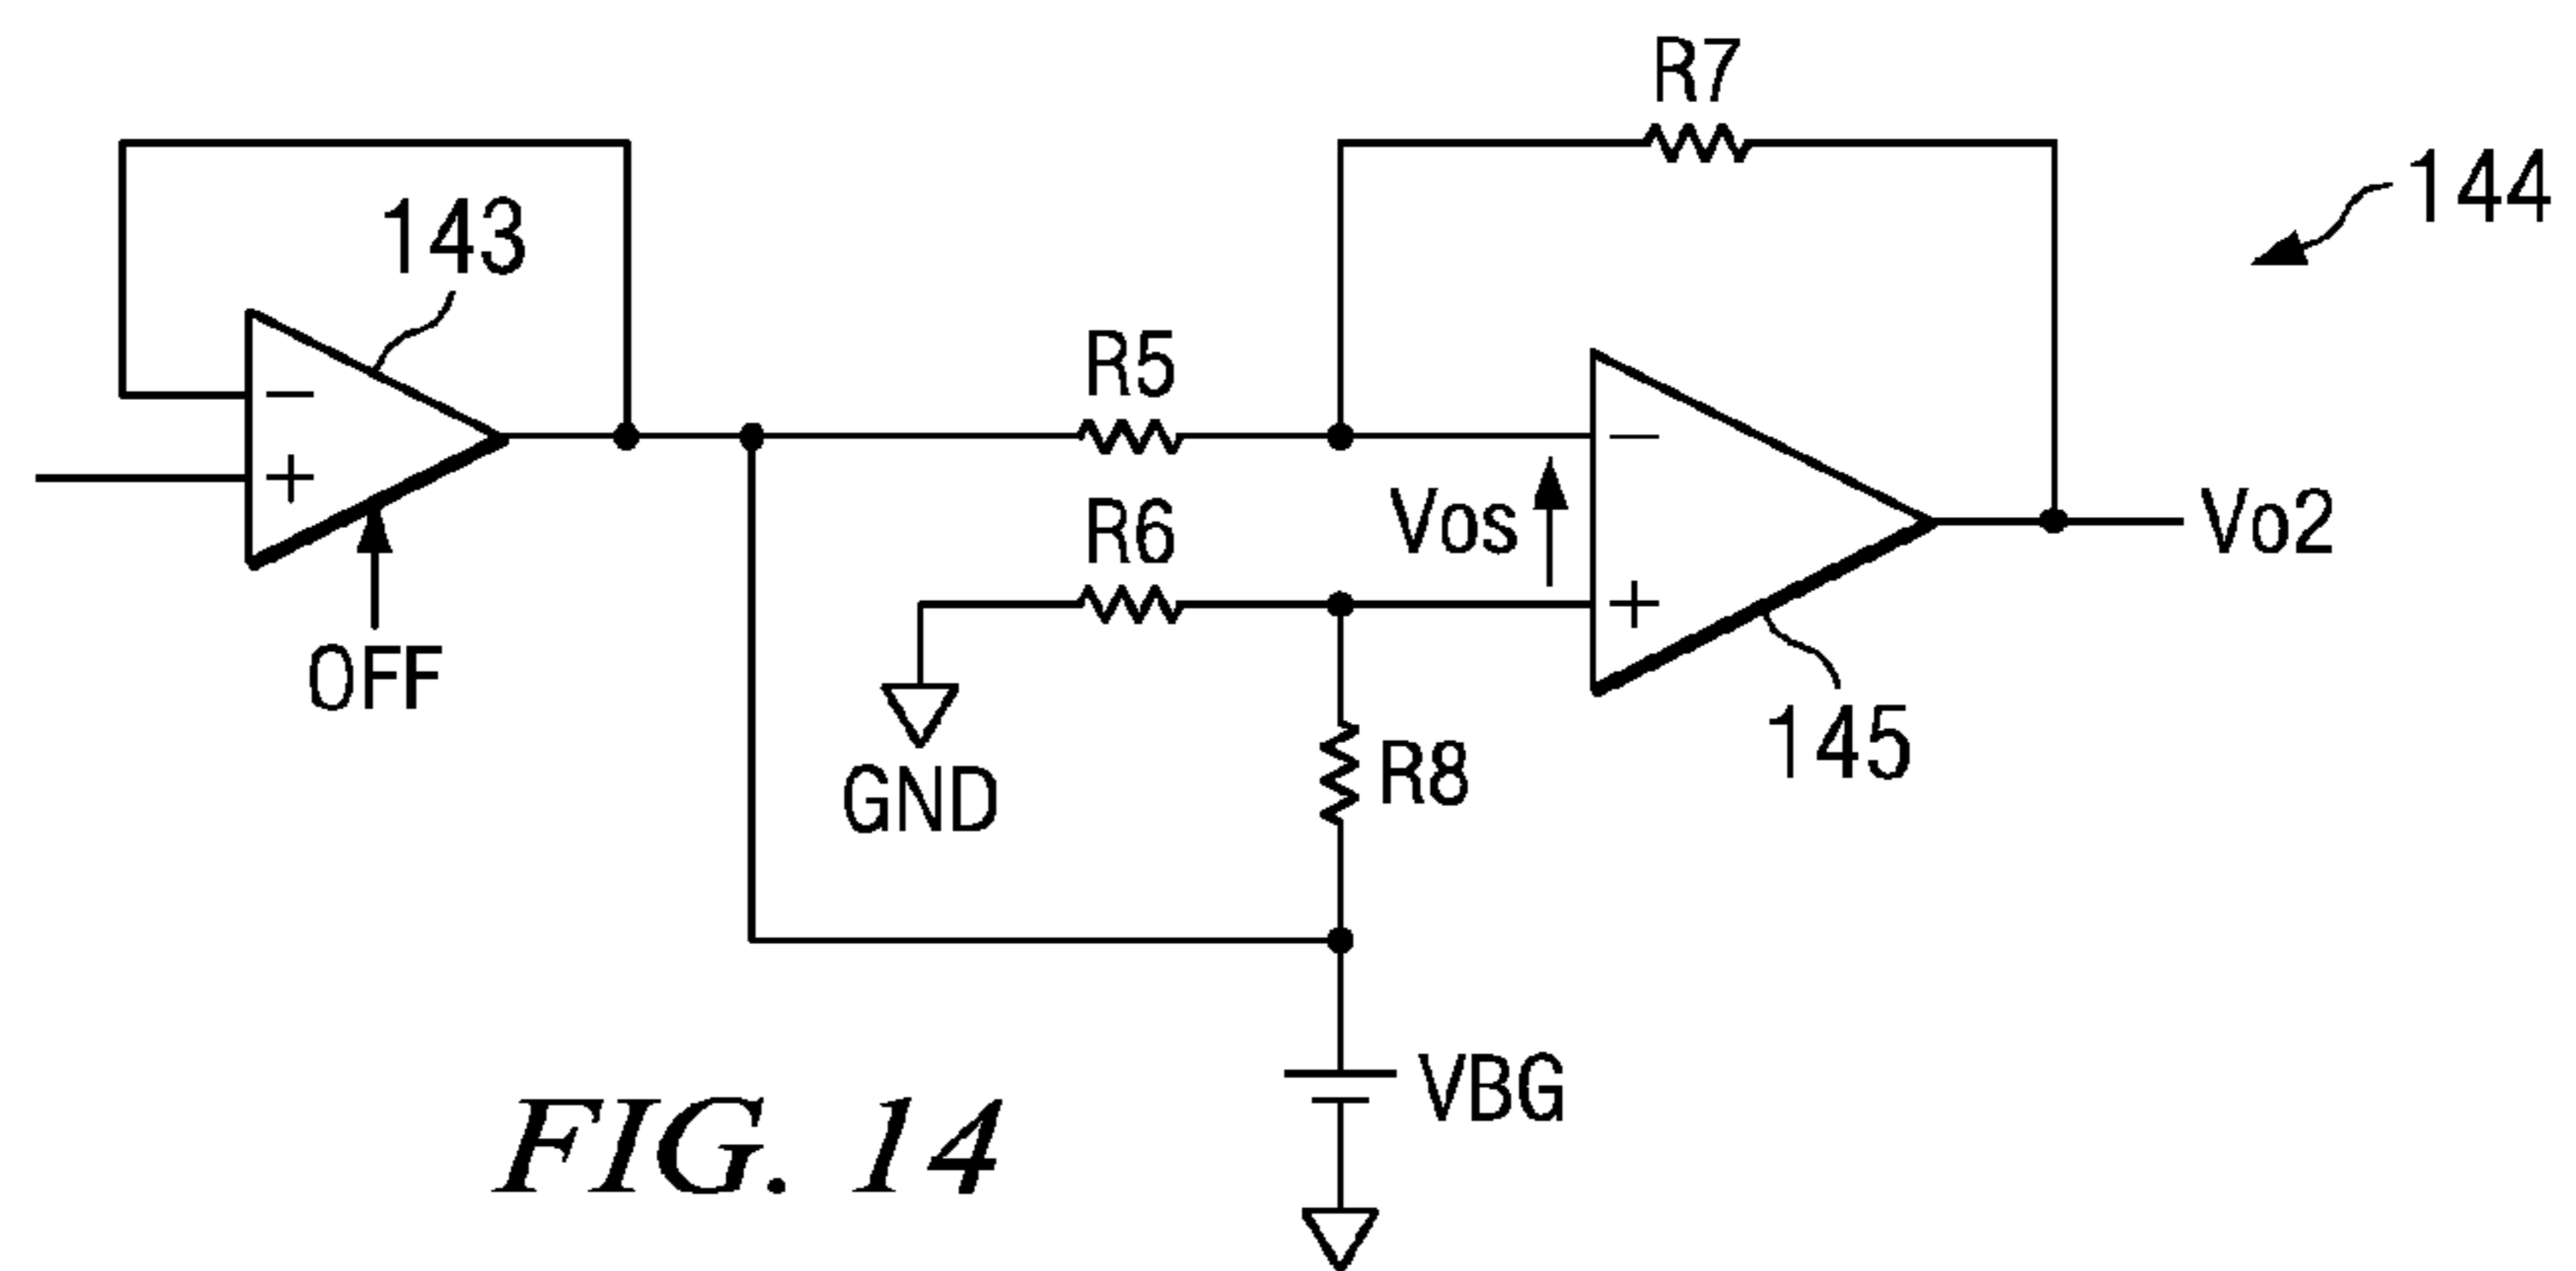 R7
144
143
−
+
OFF
R5
R6
Vos
−
+
Vo2
145
GND
R8
VBG
FIG. 14